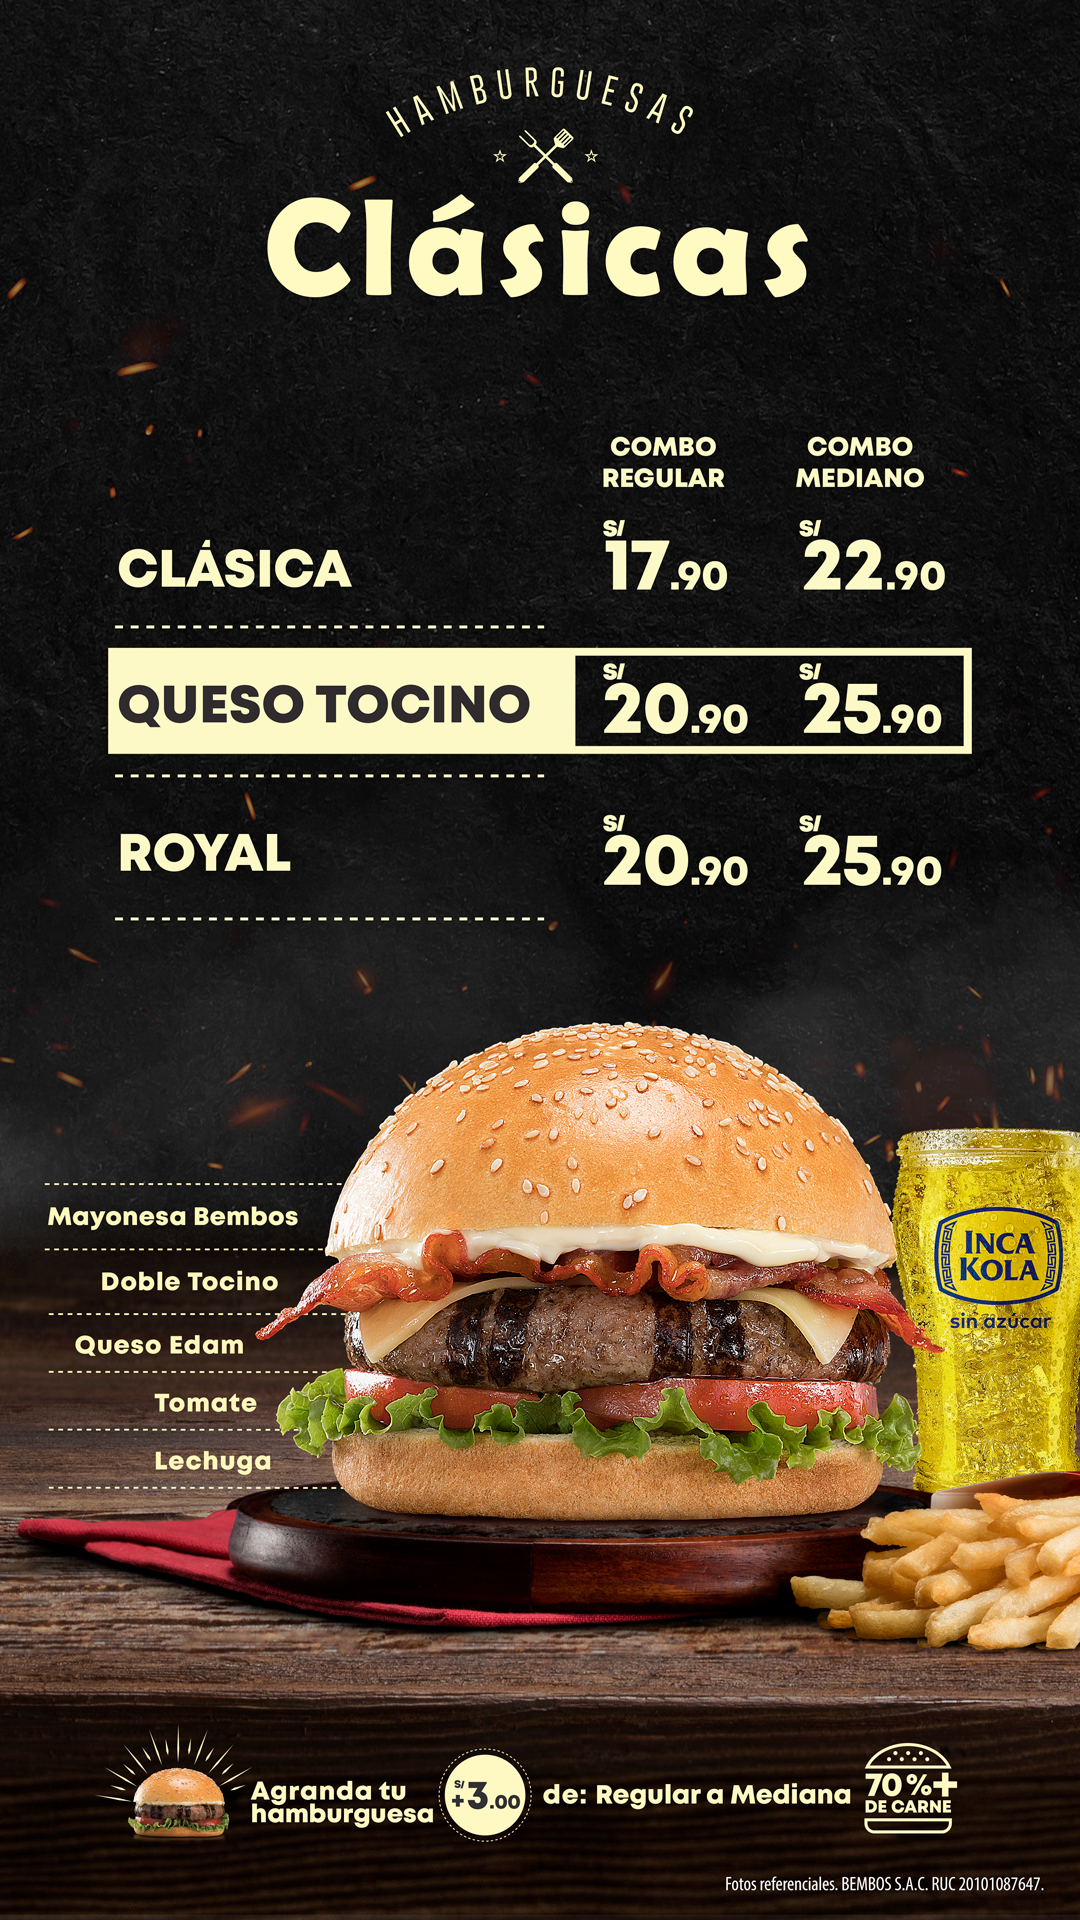 HAMBURGUESAS
Clásicas
COMBO REGULAR
COMBO MEDIANO
CLÁSICA S/ 17.90 S/ 22.90
QUESO TOCINO S/ 20.90 S/ 25.90
ROYAL S/ 20.90 S/ 25.90
Mayonesa Bembos
Doble Tocino
Queso Edam
Tomate
Lechuga
INCA
KOLA
sin azúcar
Agranda tu
hamburguesa
S/ +3.00
de: Regular a Mediana
70%+
DE CARNE
Fotos referenciales. BEMBOS S.A.C. RUC 20101087647.